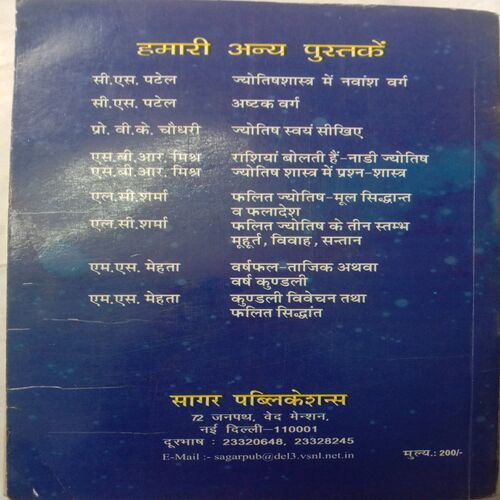 हमारी अन्य पुस्तकें
सी.एस. पटेल ज्योतिषशास्त्र में नवांश वर्ग
सी.एस. पटेल अष्टक वर्ग
प्रो. वी.के. चौधरी ज्योतिष स्वयं सीखिए
एस.बी.आर. मिश्र राशियां बोलती हैं-नाडी ज्योतिष
एस.बी.आर. मिश्र ज्योतिष शास्त्र में प्रश्न-शास्त्र
एल.सी.शर्मा फलित ज्योतिष-मूल सिद्धान्त
व फलादेश
एल.सी.शर्मा फलित ज्योतिष के तीन स्तम्भ
मूहूर्त, विवाह, सन्तान
एम.एस. मेहता वर्षफल-ताजिक अथवा
वर्ष कुण्डली
एम.एस. मेहता कुण्डली विवेचन तथा
फलित सिद्धांत
सागर पब्लिकेशन्स
72 जनपथ, वेद मेन्शन,
नई दिल्ली-110001
दूरभाष : 23320648, 23328245
E-Mail :- sagarpub@del3.vsnl.net.in
मुल्य.: 200/-